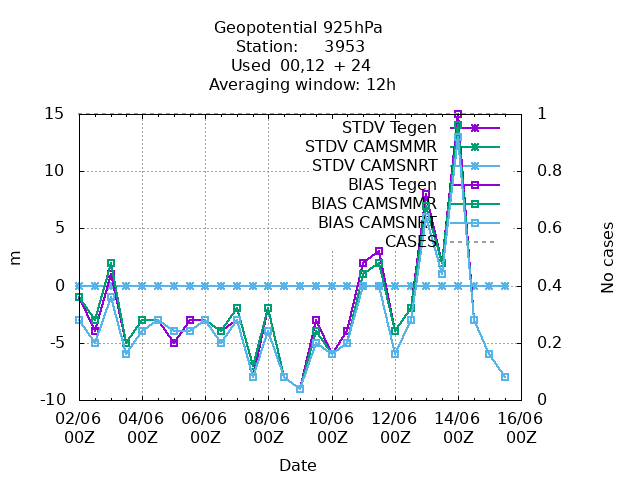 Geopotential 925hPa
Station: 3953
Used 00,12 + 24
Averaging window: 12h
15 1
STDV Tegen
STDV CAMSMMR
STDV CAMSNRT
BIAS Tegen
BIAS CAMSMMR
BIAS CAMSNRT
CASES
10 0.8
5 0.6
0 0.4
-5 0.2
-10 0
m
No cases
02/06 04/06 06/06 08/06 10/06 12/06 14/06 16/06
00Z 00Z 00Z 00Z 00Z 00Z 00Z 00Z
Date